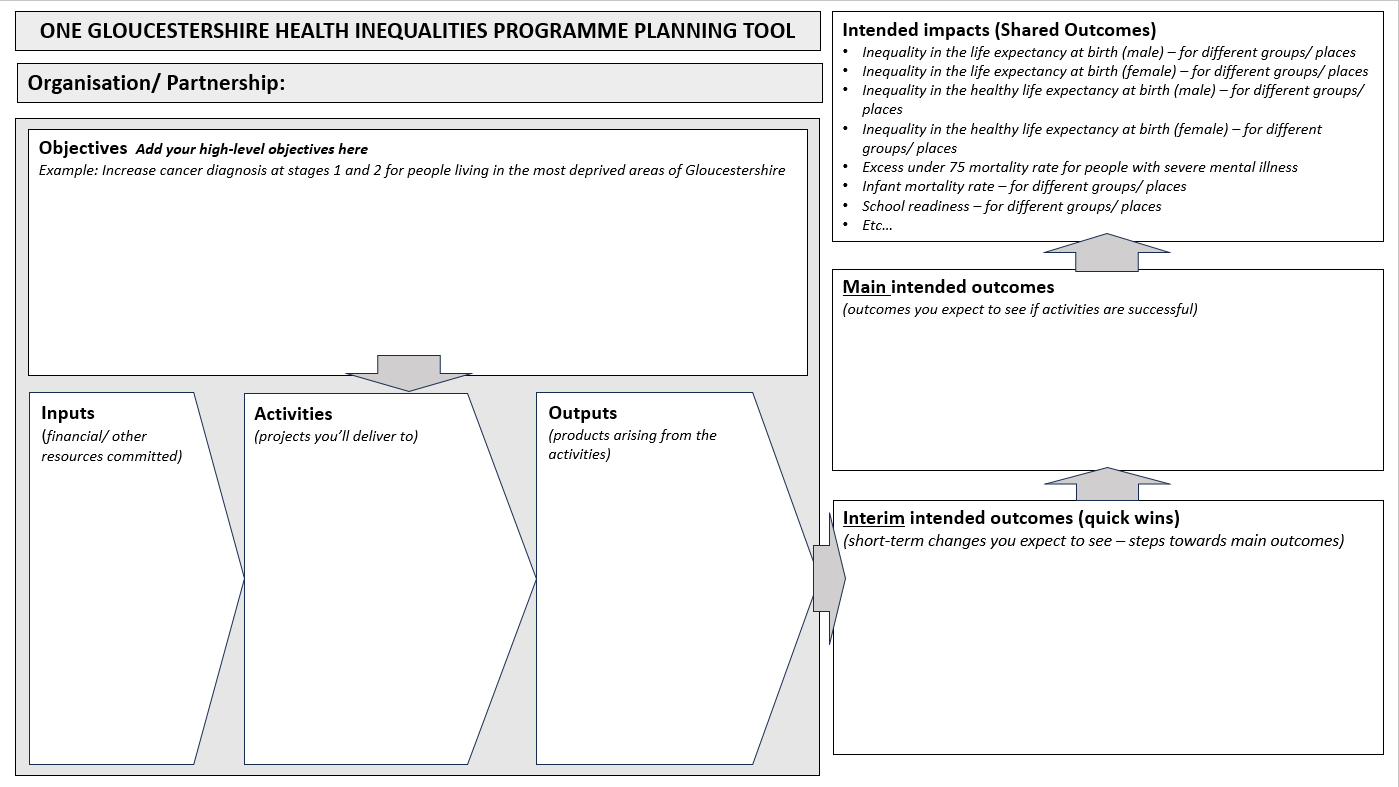 ONE GLOUCESTERSHIRE HEALTH INEQUALITIES PROGRAMME PLANNING TOOL
Organisation/ Partnership:
Objectives Add your high-level objectives here
Example: Increase cancer diagnosis at stages 1 and 2 for people living in the most deprived areas of Gloucestershire
Inputs
(financial/ other
resources committed)
Activities
(projects you’ll deliver to)
Outputs
(products arising from the
activities)
Intended impacts (Shared Outcomes)
• Inequality in the life expectancy at birth (male) – for different groups/ places
• Inequality in the life expectancy at birth (female) – for different groups/ places
• Inequality in the healthy life expectancy at birth (male) – for different groups/
places
• Inequality in the healthy life expectancy at birth (female) – for different
groups/ places
• Excess under 75 mortality rate for people with severe mental illness
• Infant mortality rate – for different groups/ places
• School readiness – for different groups/ places
• Etc…
Main intended outcomes
(outcomes you expect to see if activities are successful)
Interim intended outcomes (quick wins)
(short-term changes you expect to see – steps towards main outcomes)